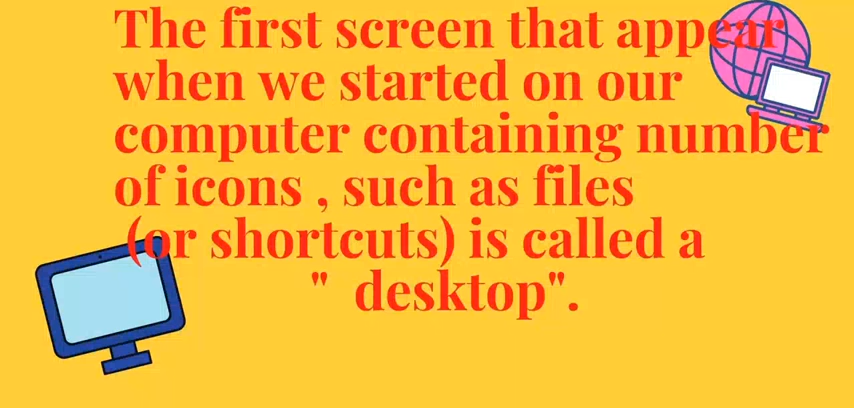 The first screen that appear
when we started on our
computer containing number
of icons , such as files
(or shortcuts) is called a
" desktop".